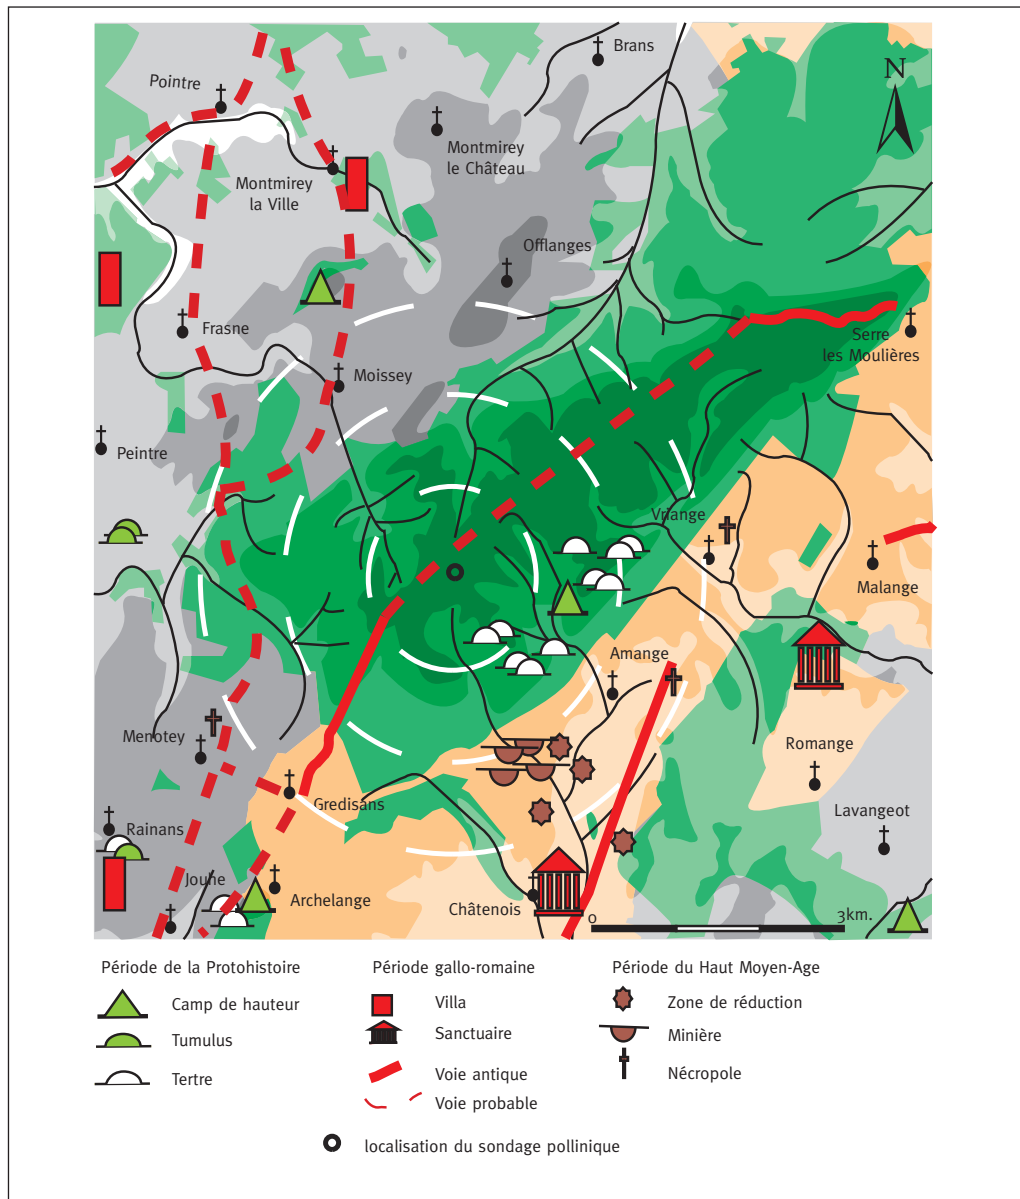 Brans
N
Pointre
Montmirey
le Château
Montmirey
la Ville
Offlanges
Frasne
Serre
les Moulières
Moissey
Peintre
Vriange
Malange
Amange
Menotey
Romange
Gredisans
Lavangeot
Rainans
Jouhe
Archelange
Châtenois
0
3km.
Période de la Protohistoire
Période gallo-romaine
Période du Haut Moyen-Age
Camp de hauteur
Villa
Zone de réduction
Tumulus
Sanctuaire
Minière
Tertre
Voie antique
Nécropole
Voie probable
localisation du sondage pollinique